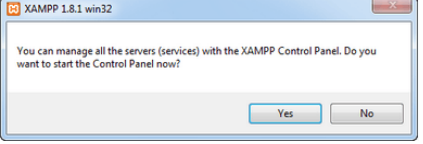 XAMPP 1.8.1 win32
You can manage all the servers (services) with the XAMPP Control Panel. Do you
want to start the Control Panel now?
Yes No